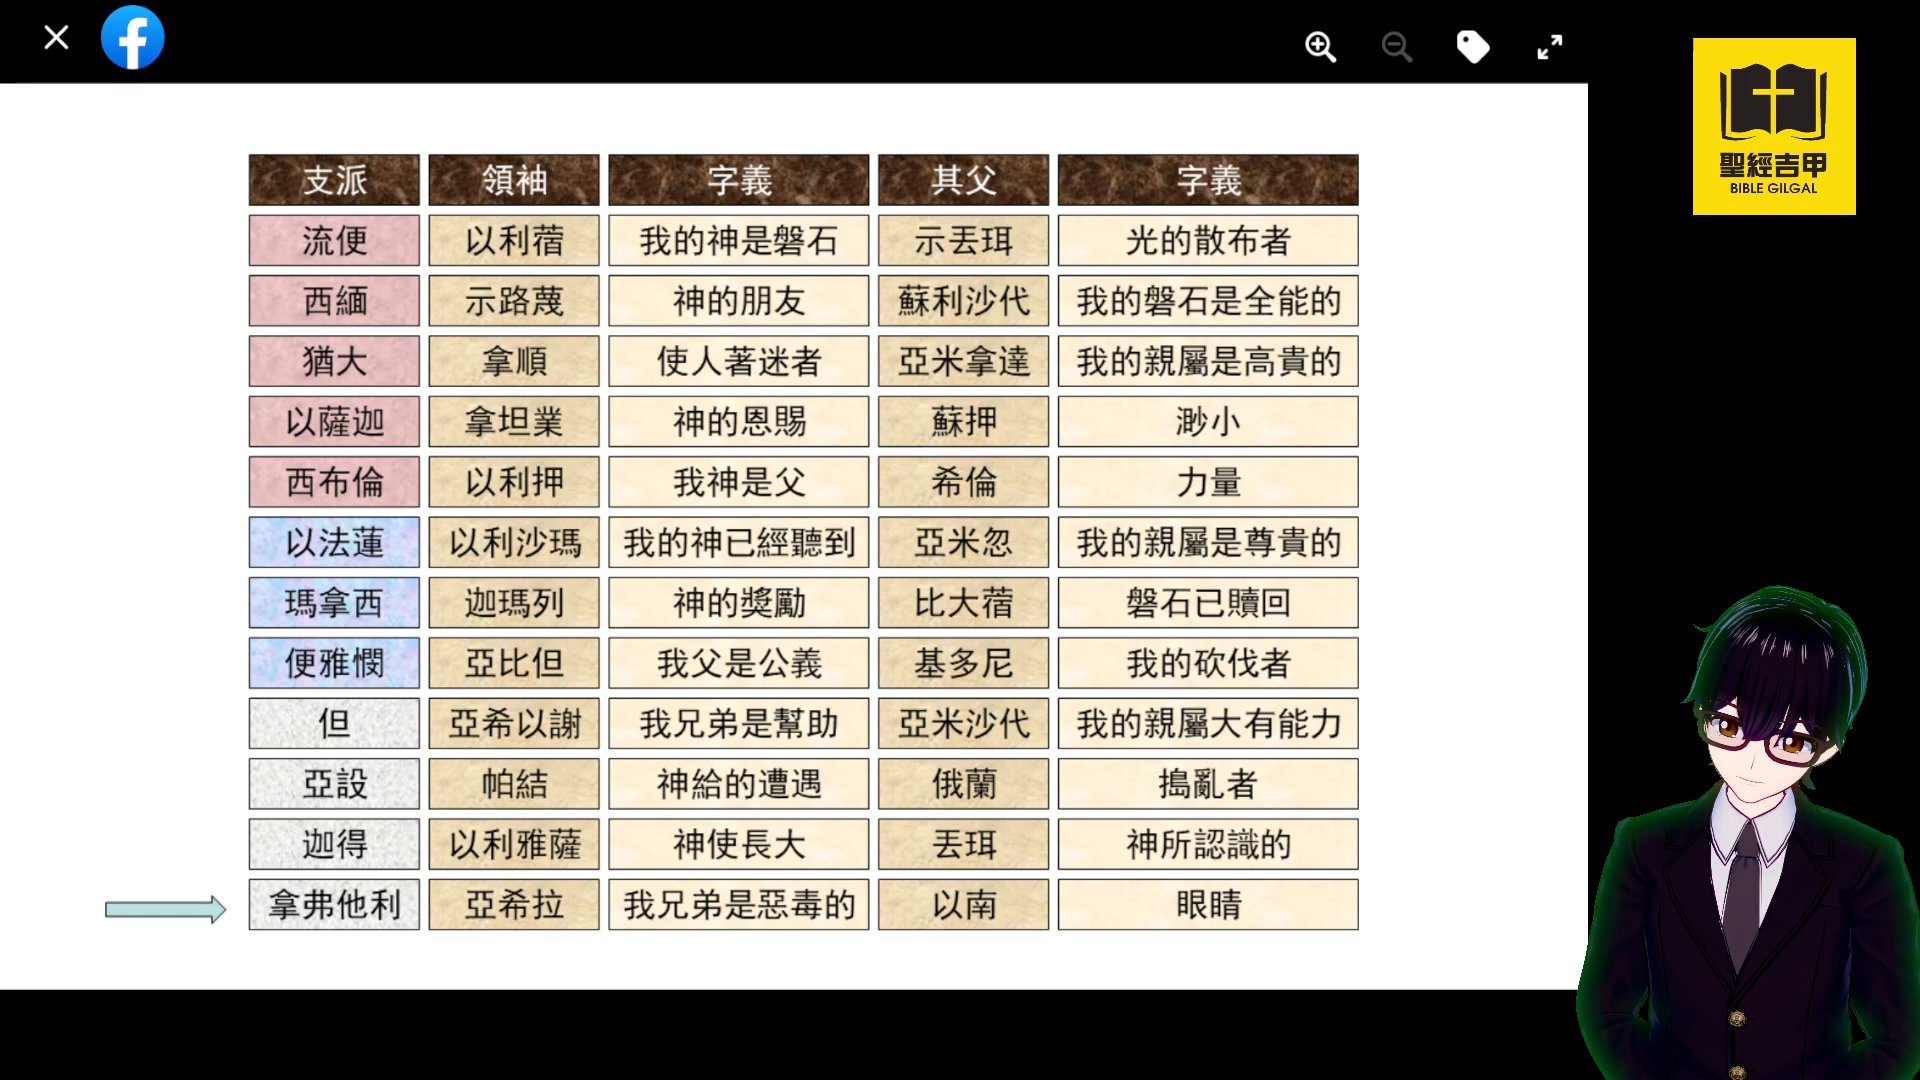 聖經吉甲
BIBLE GILGAL
支派 領袖 字義 其父 字義
流便 以利蓿 我的神是磐石 示丟珥 光的散布者
西緬 示路蔑 神的朋友 蘇利沙代 我的磐石是全能的
猶大 拿順 使人著迷者 亞米拿達 我的親屬是高貴的
以薩迦 拿坦業 神的恩賜 蘇押 渺小
西布倫 以利押 我神是父 希倫 力量
以法蓮 以利沙瑪 我的神已經聽到 亞米忽 我的親屬是尊貴的
瑪拿西 迦瑪列 神的獎勵 比大蓿 磐石已贖回
便雅憫 亞比但 我父是公義 基多尼 我的砍伐者
但 亞希以謝 我兄弟是幫助 亞米沙代 我的親屬大有能力
亞設 帕結 神給的遭遇 俄蘭 搗亂者
迦得 以利雅薩 神使長大 丟珥 神所認識的
拿弗他利 亞希拉 我兄弟是惡毒的 以南 眼睛